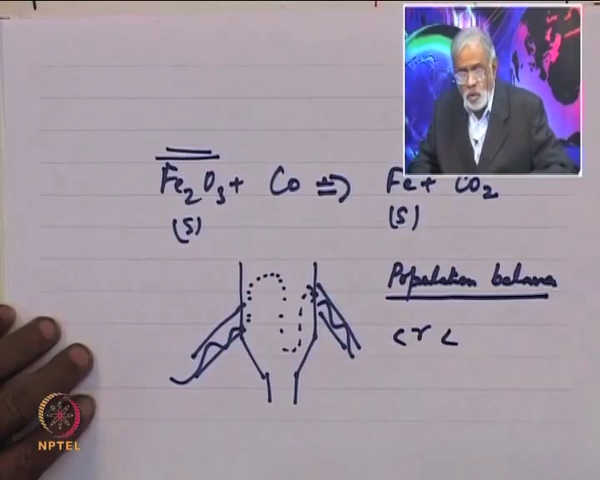 Fe2O3 + Co ⇌ Fe + CO2
(S) (S)
Population balance
< r <
NPTEL